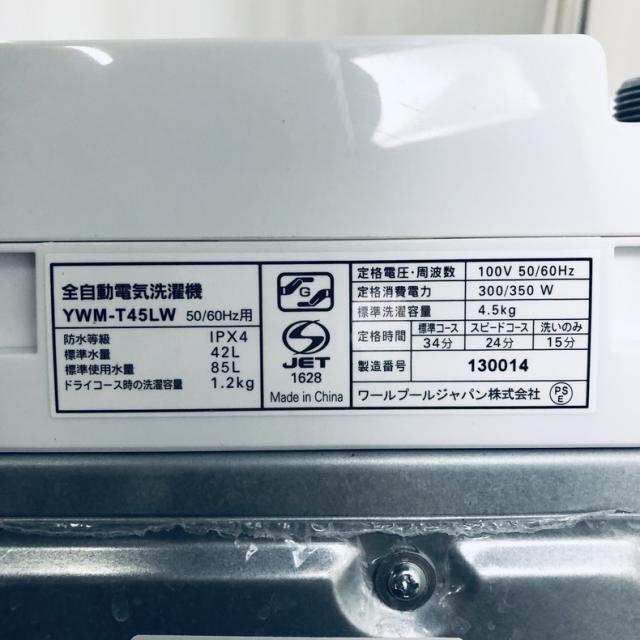 全自動電気洗濯機
YWM-T45LW 50/60Hz用
防水等級 IPX4
標準水量 42L
標準使用水量 85L
ドライコース時の洗濯容量 1.2kg
G
S
JET
1628
Made in China
定格電圧・周波数 100V 50/60Hz
定格消費電力 300/350 W
標準洗濯容量 4.5kg
定格時間 標準コース スピードコース 洗いのみ
34分 24分 15分
製造番号 130014
ワールプールジャパン株式会社 PS E